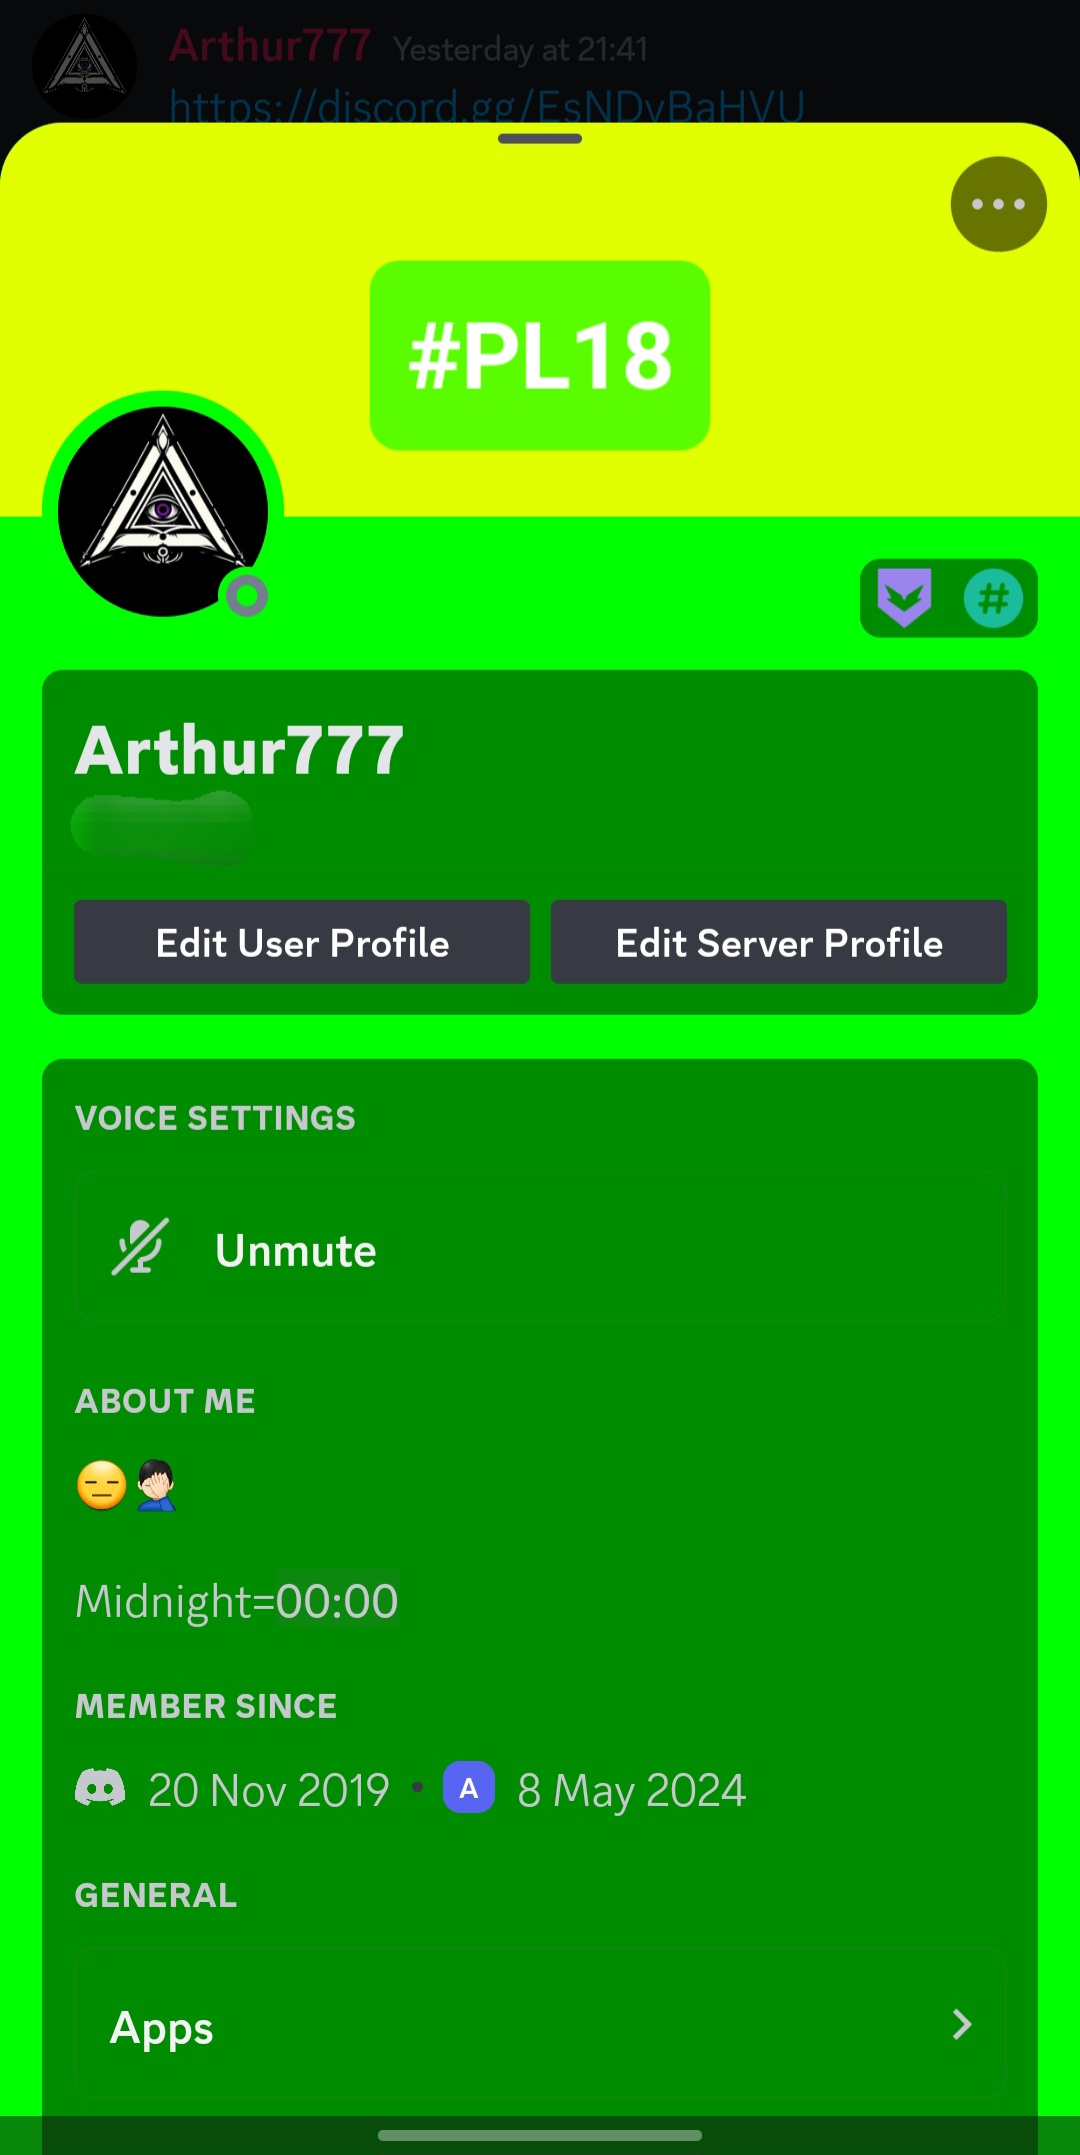 Arthur777 Yesterday at 21:41
https://discord.gg/EsNDvBaHVU
#PL18
#
Arthur777
Edit User Profile Edit Server Profile
VOICE SETTINGS
Unmute
ABOUT ME
😑🤦🏻‍♂️
Midnight=00:00
MEMBER SINCE
20 Nov 2019 • A 8 May 2024
GENERAL
Apps